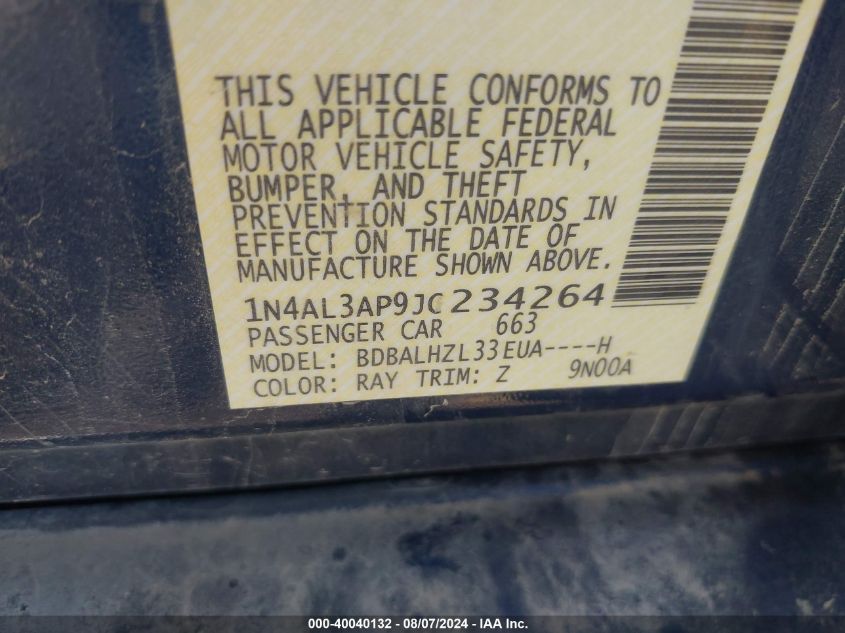 THIS VEHICLE CONFORMS TO
ALL APPLICABLE FEDERAL
MOTOR VEHICLE SAFETY,
BUMPER, AND THEFT
PREVENTION STANDARDS IN
EFFECT ON THE DATE OF
MANUFACTURE SHOWN ABOVE.
1N4AL3AP9JC234264
PASSENGER CAR 663
MODEL: BDBALHZL33EUA----H
COLOR: RAY TRIM: Z 9N00A
000-40040132 - 08/07/2024 - IAA Inc.